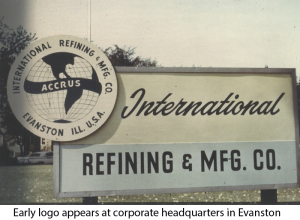 INTERNATIONAL REFINING & MFG. CO.
ACCRUS
EVANSTON ILL. U.S.A.
International
REFINING & MFG. CO.
Early logo appears at corporate headquarters in Evanston